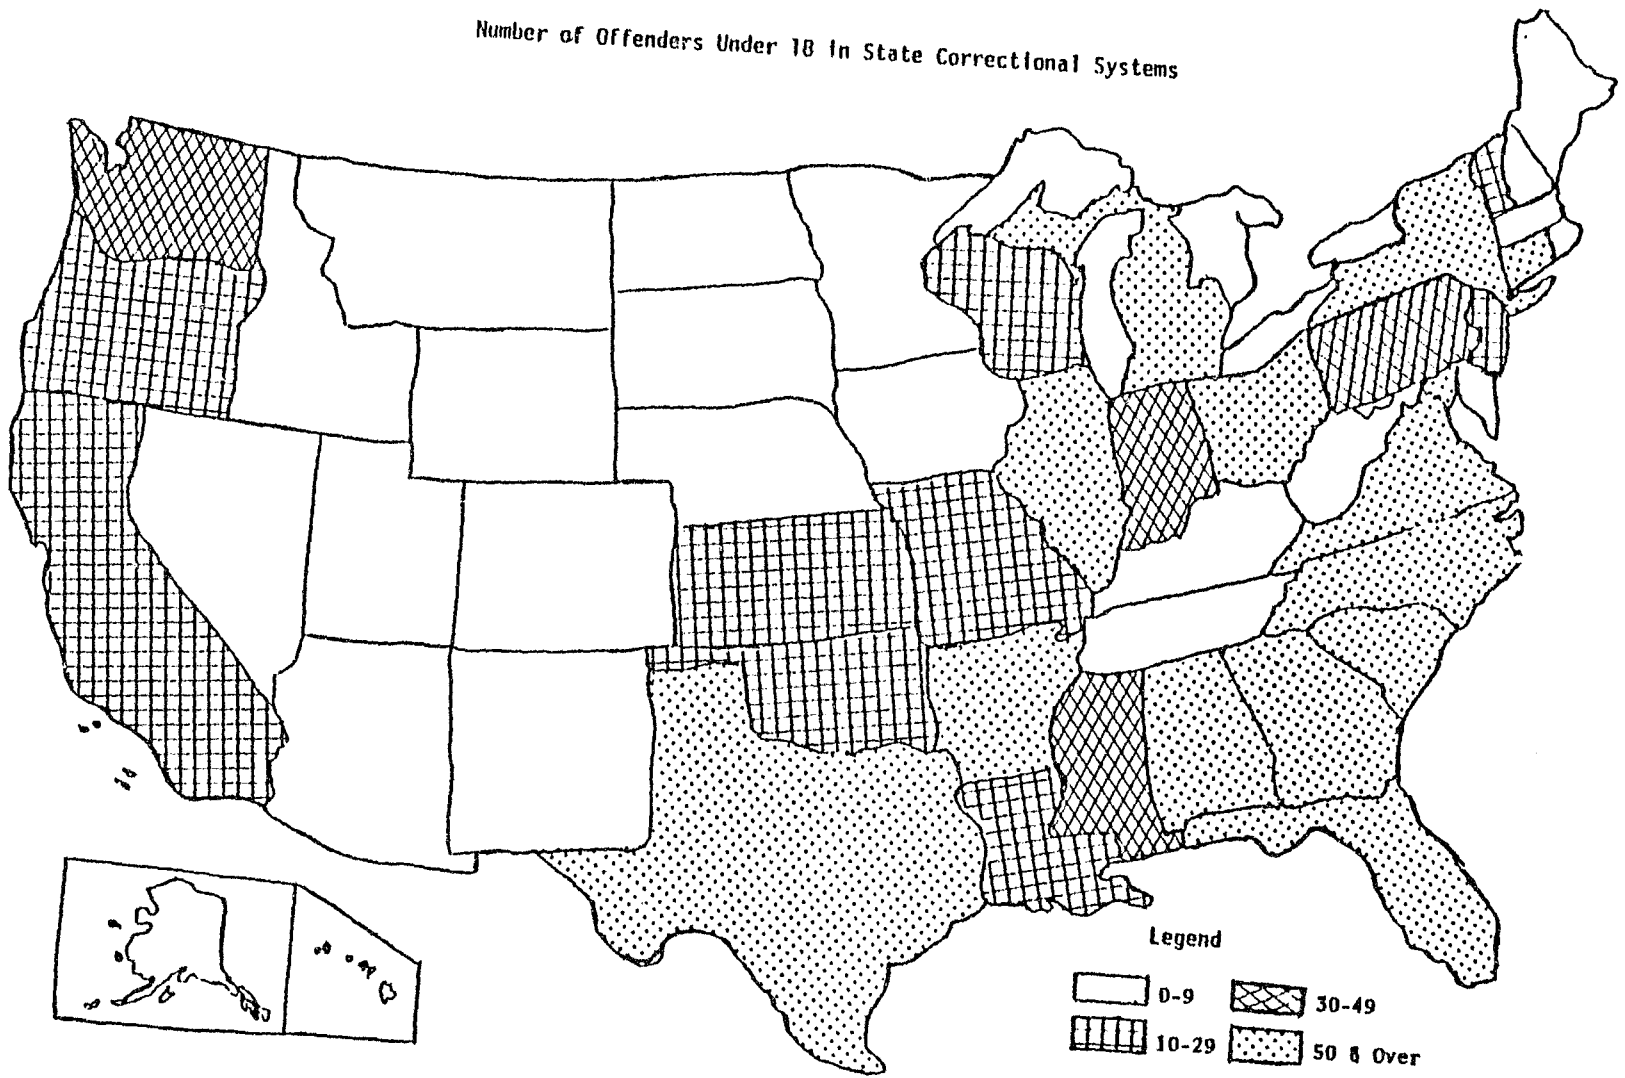 Number of Offenders Under 18 in State Correctional Systems
Legend
0-9
30-49
10-29
50 & Over